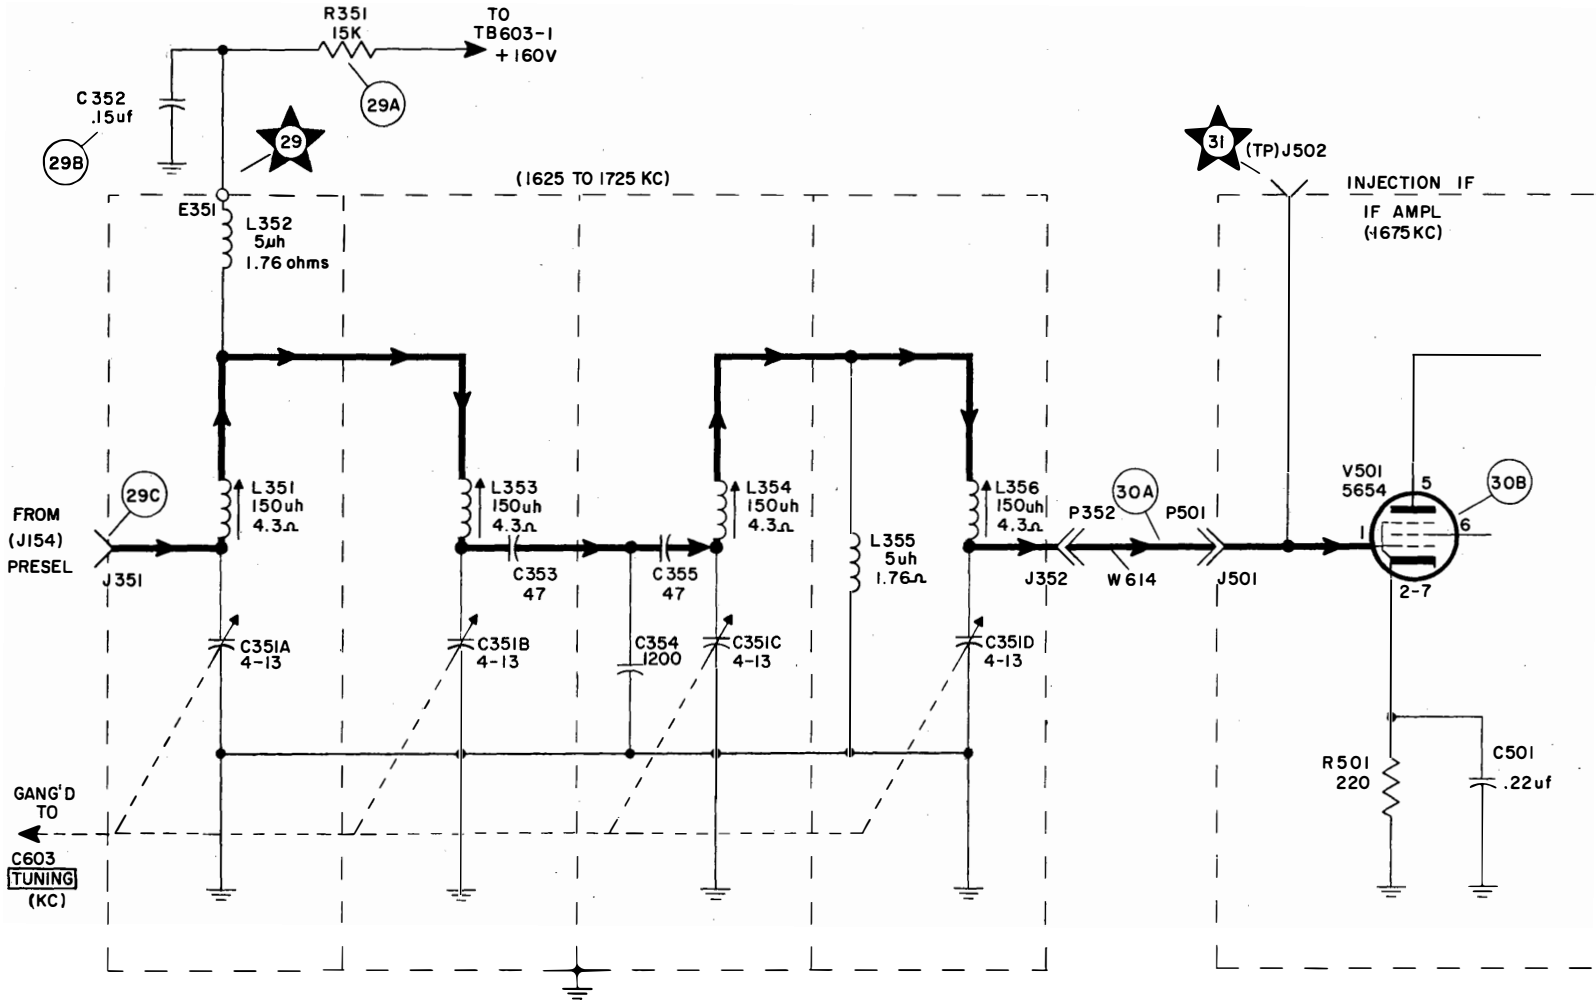 R351
15K
TO
TB603-1
+160V
29A
C352
.15uf
29B
29
31
(TP)J502
(1625 TO 1725 KC)
INJECTION IF
IF AMPL
(1675KC)
E351
L352
5µh
1.76 ohms
29C
L351
150uh
4.3Ω
L353
150uh
4.3Ω
L354
150uh
4.3Ω
L356
150uh
4.3Ω
30A
P352
P501
V501
5654
5
30B
6
1
2-7
FROM
(J154)
PRESEL
J351
C353
47
C355
47
L355
5uh
1.76Ω
J352
W614
J501
C351A
4-13
C351B
4-13
C354
1200
C351C
4-13
C351D
4-13
R501
220
C501
.22uf
GANG'D
TO
C603
TUNING
(KC)